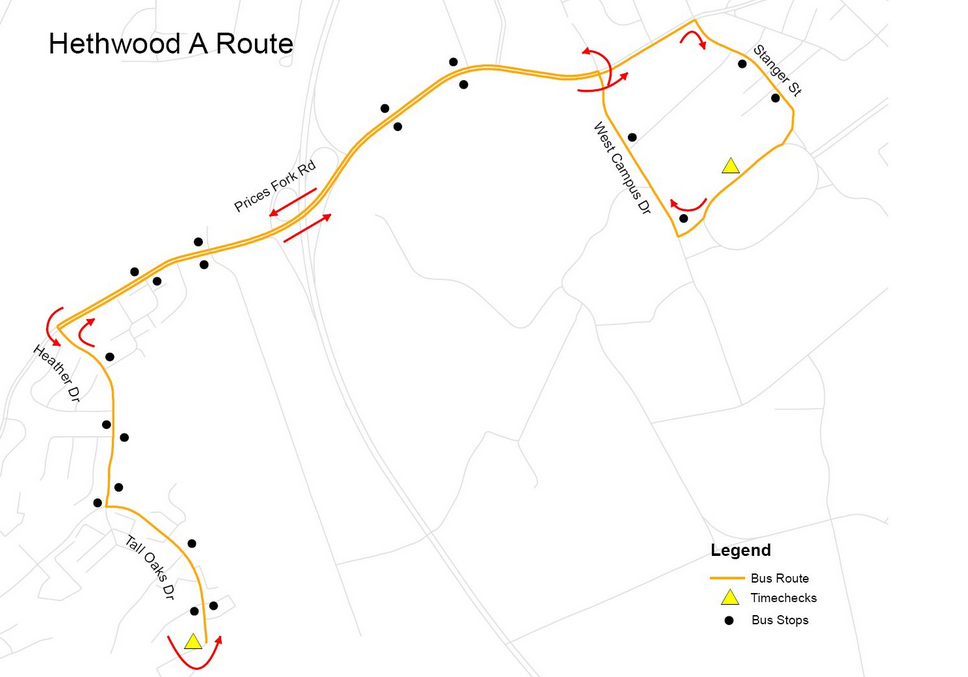 Hethwood A Route
Stanger St
West Campus Dr
Prices Fork Rd
Heather Dr
Tall Oaks Dr
Legend
Bus Route
Timechecks
Bus Stops